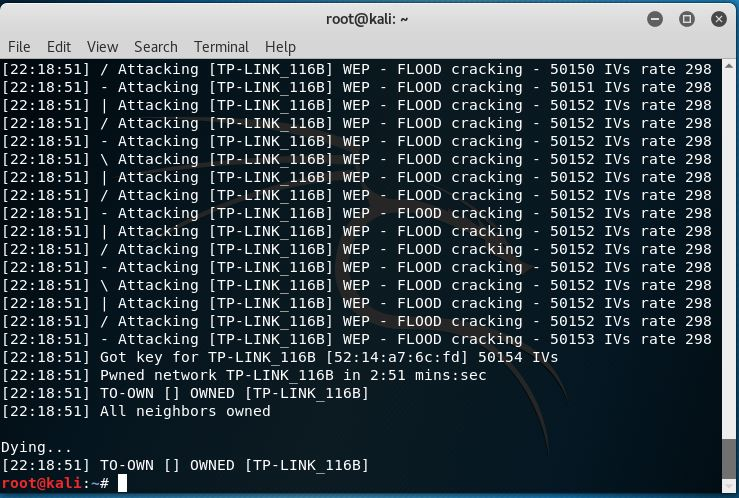 root@kali: ~
File Edit View Search Terminal Help
[22:18:51] / Attacking [TP-LINK_116B] WEP - FLOOD cracking - 50150 IVs rate 298
[22:18:51] - Attacking [TP-LINK_116B] WEP - FLOOD cracking - 50151 IVs rate 298
[22:18:51] | Attacking [TP-LINK_116B] WEP - FLOOD cracking - 50152 IVs rate 298
[22:18:51] / Attacking [TP-LINK_116B] WEP - FLOOD cracking - 50152 IVs rate 298
[22:18:51] - Attacking [TP-LINK_116B] WEP - FLOOD cracking - 50152 IVs rate 298
[22:18:51] \ Attacking [TP-LINK_116B] WEP - FLOOD cracking - 50152 IVs rate 298
[22:18:51] | Attacking [TP-LINK_116B] WEP - FLOOD cracking - 50152 IVs rate 298
[22:18:51] / Attacking [TP-LINK_116B] WEP - FLOOD cracking - 50152 IVs rate 298
[22:18:51] - Attacking [TP-LINK_116B] WEP - FLOOD cracking - 50152 IVs rate 298
[22:18:51] | Attacking [TP-LINK_116B] WEP - FLOOD cracking - 50152 IVs rate 298
[22:18:51] / Attacking [TP-LINK_116B] WEP - FLOOD cracking - 50152 IVs rate 298
[22:18:51] - Attacking [TP-LINK_116B] WEP - FLOOD cracking - 50152 IVs rate 298
[22:18:51] \ Attacking [TP-LINK_116B] WEP - FLOOD cracking - 50152 IVs rate 298
[22:18:51] | Attacking [TP-LINK_116B] WEP - FLOOD cracking - 50152 IVs rate 298
[22:18:51] / Attacking [TP-LINK_116B] WEP - FLOOD cracking - 50152 IVs rate 298
[22:18:51] - Attacking [TP-LINK_116B] WEP - FLOOD cracking - 50153 IVs rate 298
[22:18:51] Got key for TP-LINK_116B [52:14:a7:6c:fd] 50154 IVs
[22:18:51] Pwned network TP-LINK_116B in 2:51 mins:sec
[22:18:51] TO-OWN [] OWNED [TP-LINK_116B]
[22:18:51] All neighbors owned
Dying...
[22:18:51] TO-OWN [] OWNED [TP-LINK_116B]
root@kali:~#